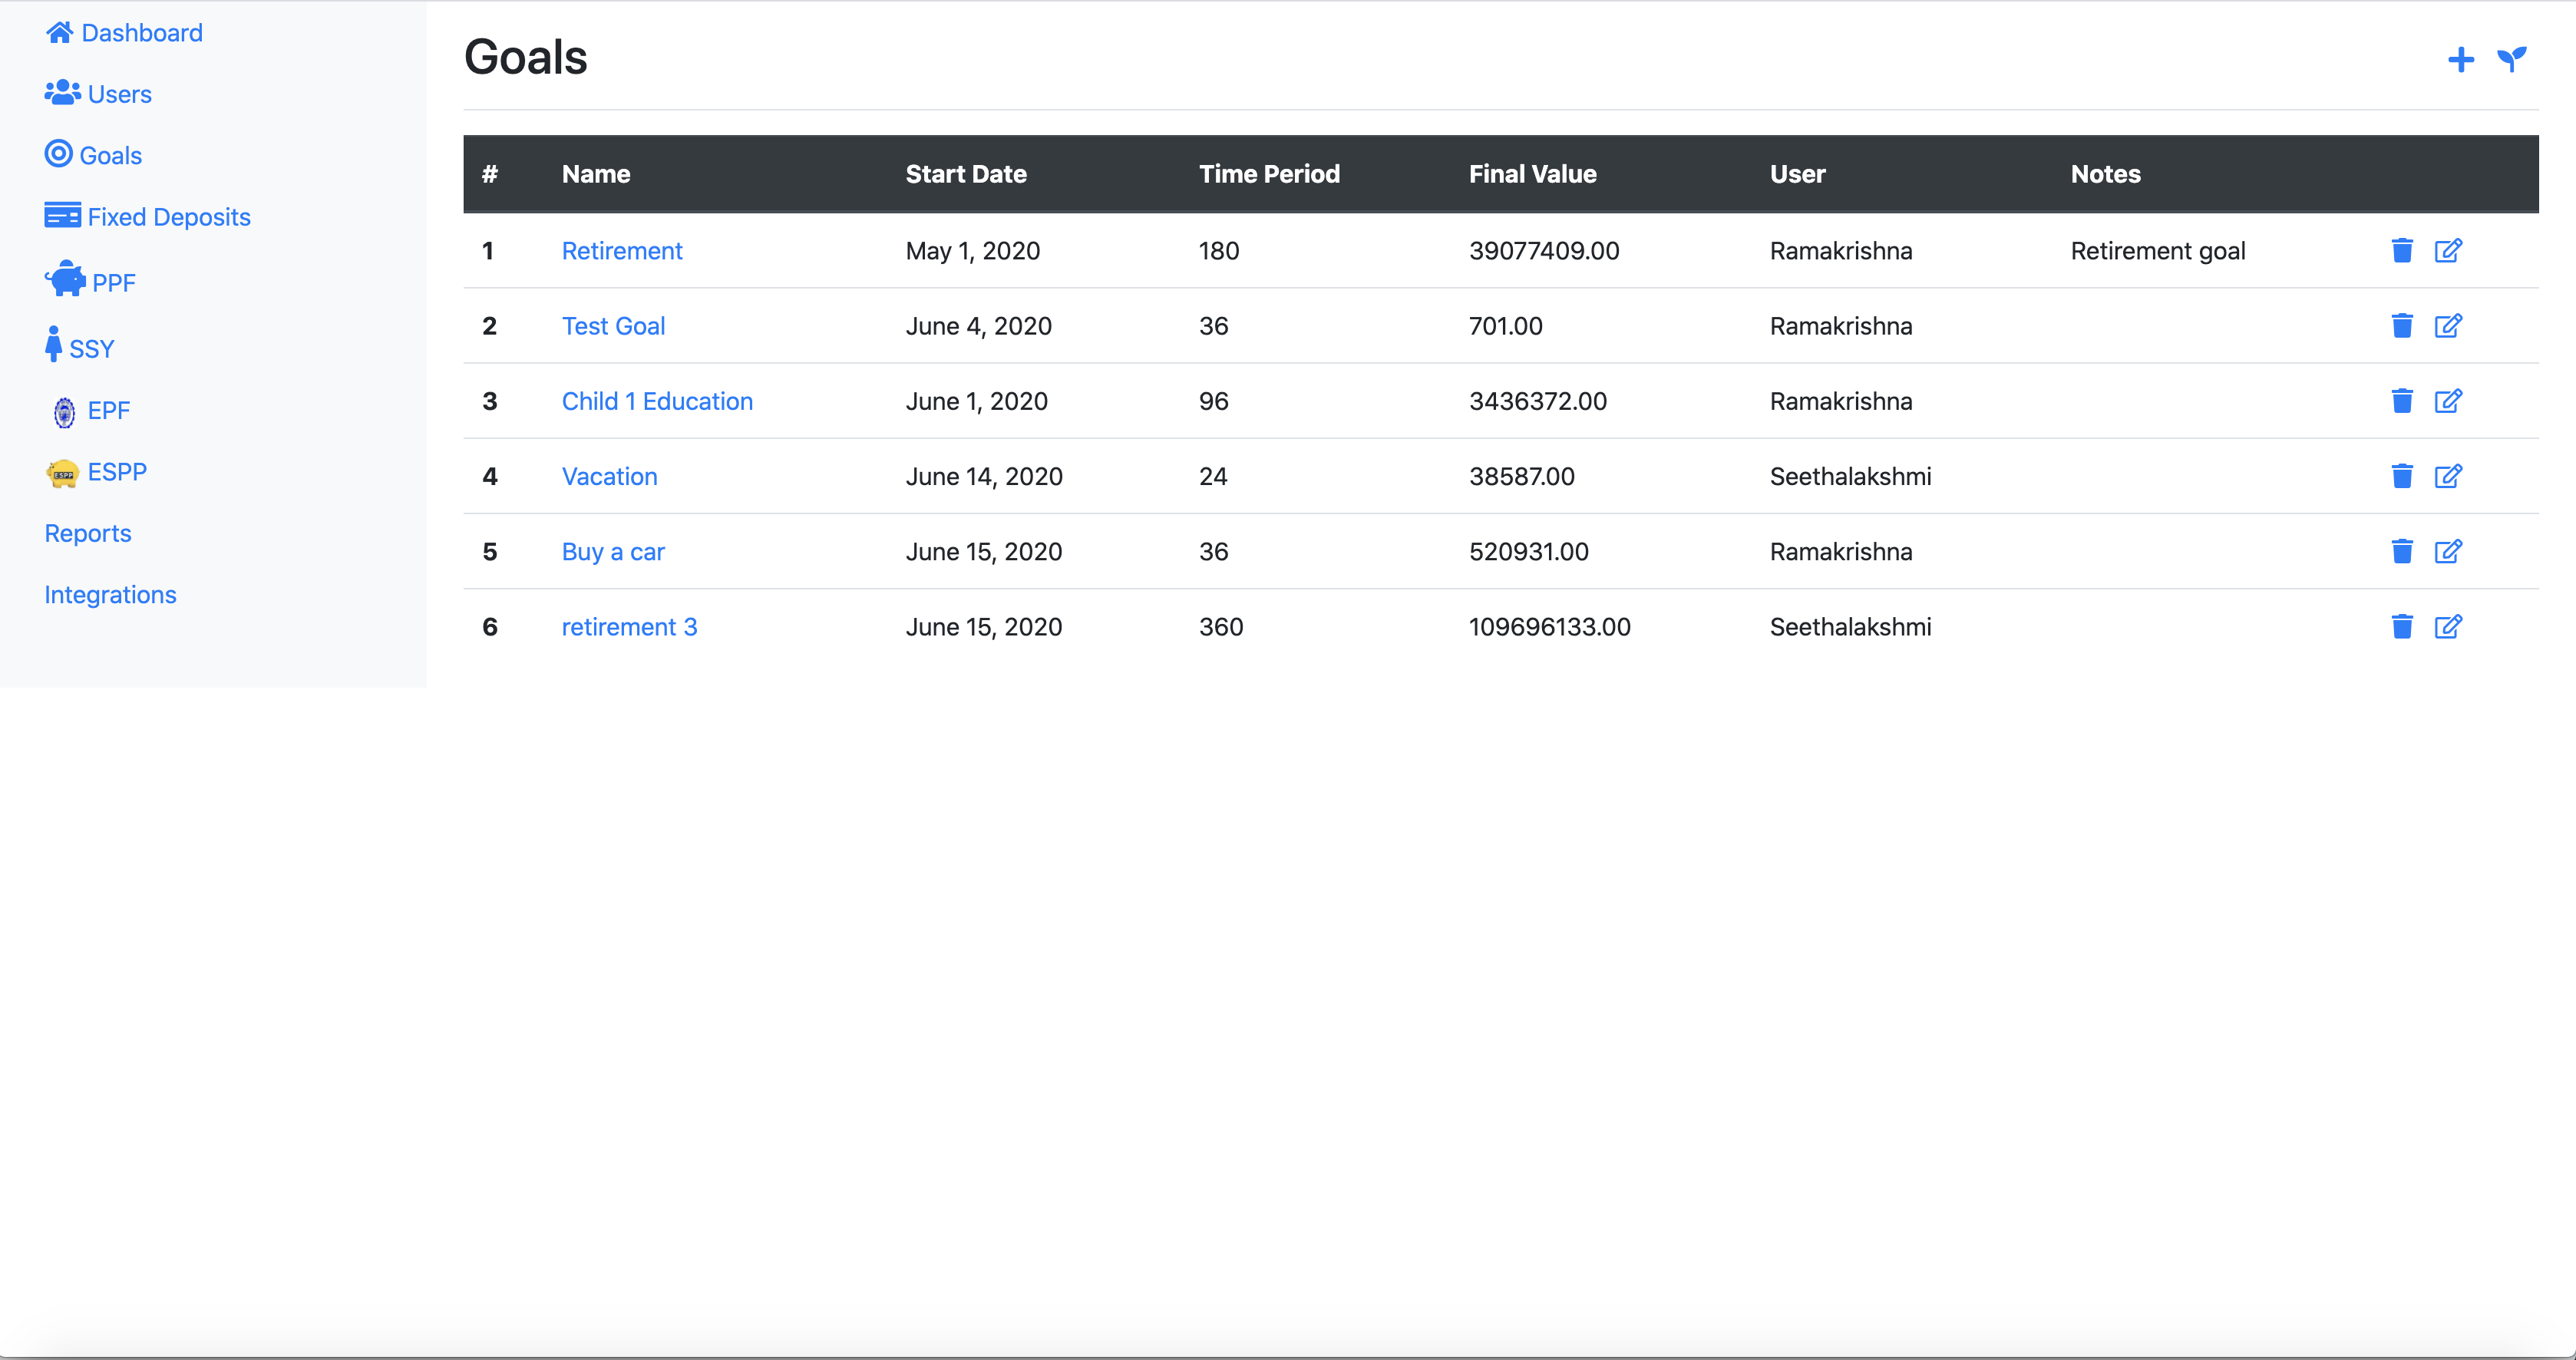 Dashboard
Users
Goals
Fixed Deposits
PPF
SSY
EPF
ESPP
ESPP
Reports
Integrations
Goals
# Name Start Date Time Period Final Value User Notes
1 Retirement May 1, 2020 180 39077409.00 Ramakrishna Retirement goal
2 Test Goal June 4, 2020 36 701.00 Ramakrishna
3 Child 1 Education June 1, 2020 96 3436372.00 Ramakrishna
4 Vacation June 14, 2020 24 38587.00 Seethalakshmi
5 Buy a car June 15, 2020 36 520931.00 Ramakrishna
6 retirement 3 June 15, 2020 360 109696133.00 Seethalakshmi